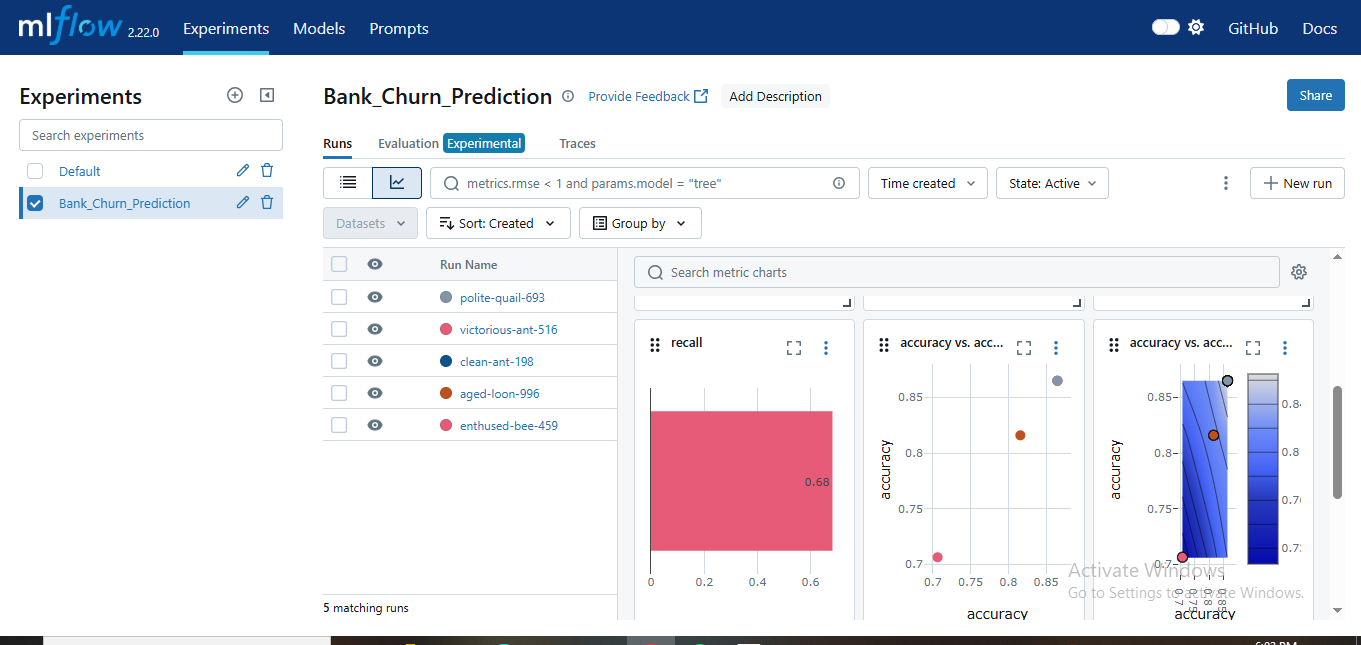 mlflow 2.22.0 Experiments Models Prompts GitHub Docs
Experiments
Search experiments
Default
Bank_Churn_Prediction
Bank_Churn_Prediction Provide Feedback Add Description Share
Runs Evaluation Experimental Traces
metrics.rmse < 1 and params.model = "tree" Time created State: Active New run
Datasets Sort: Created Group by
Run Name
polite-quail-693
victorious-ant-516
clean-ant-198
aged-loon-996
enthused-bee-459
5 matching runs
Search metric charts
recall
0.68
0 0.2 0.4 0.6
accuracy vs. acc...
accuracy
0.85
0.8
0.75
0.7
0.7 0.75 0.8 0.85
accuracy
accuracy vs. acc...
accuracy
0.85
0.8
0.75
0.7
0.7 0.75 0.8 0.85
accuracy
0.8
Activate Windows
Go to Settings to activate Windows.